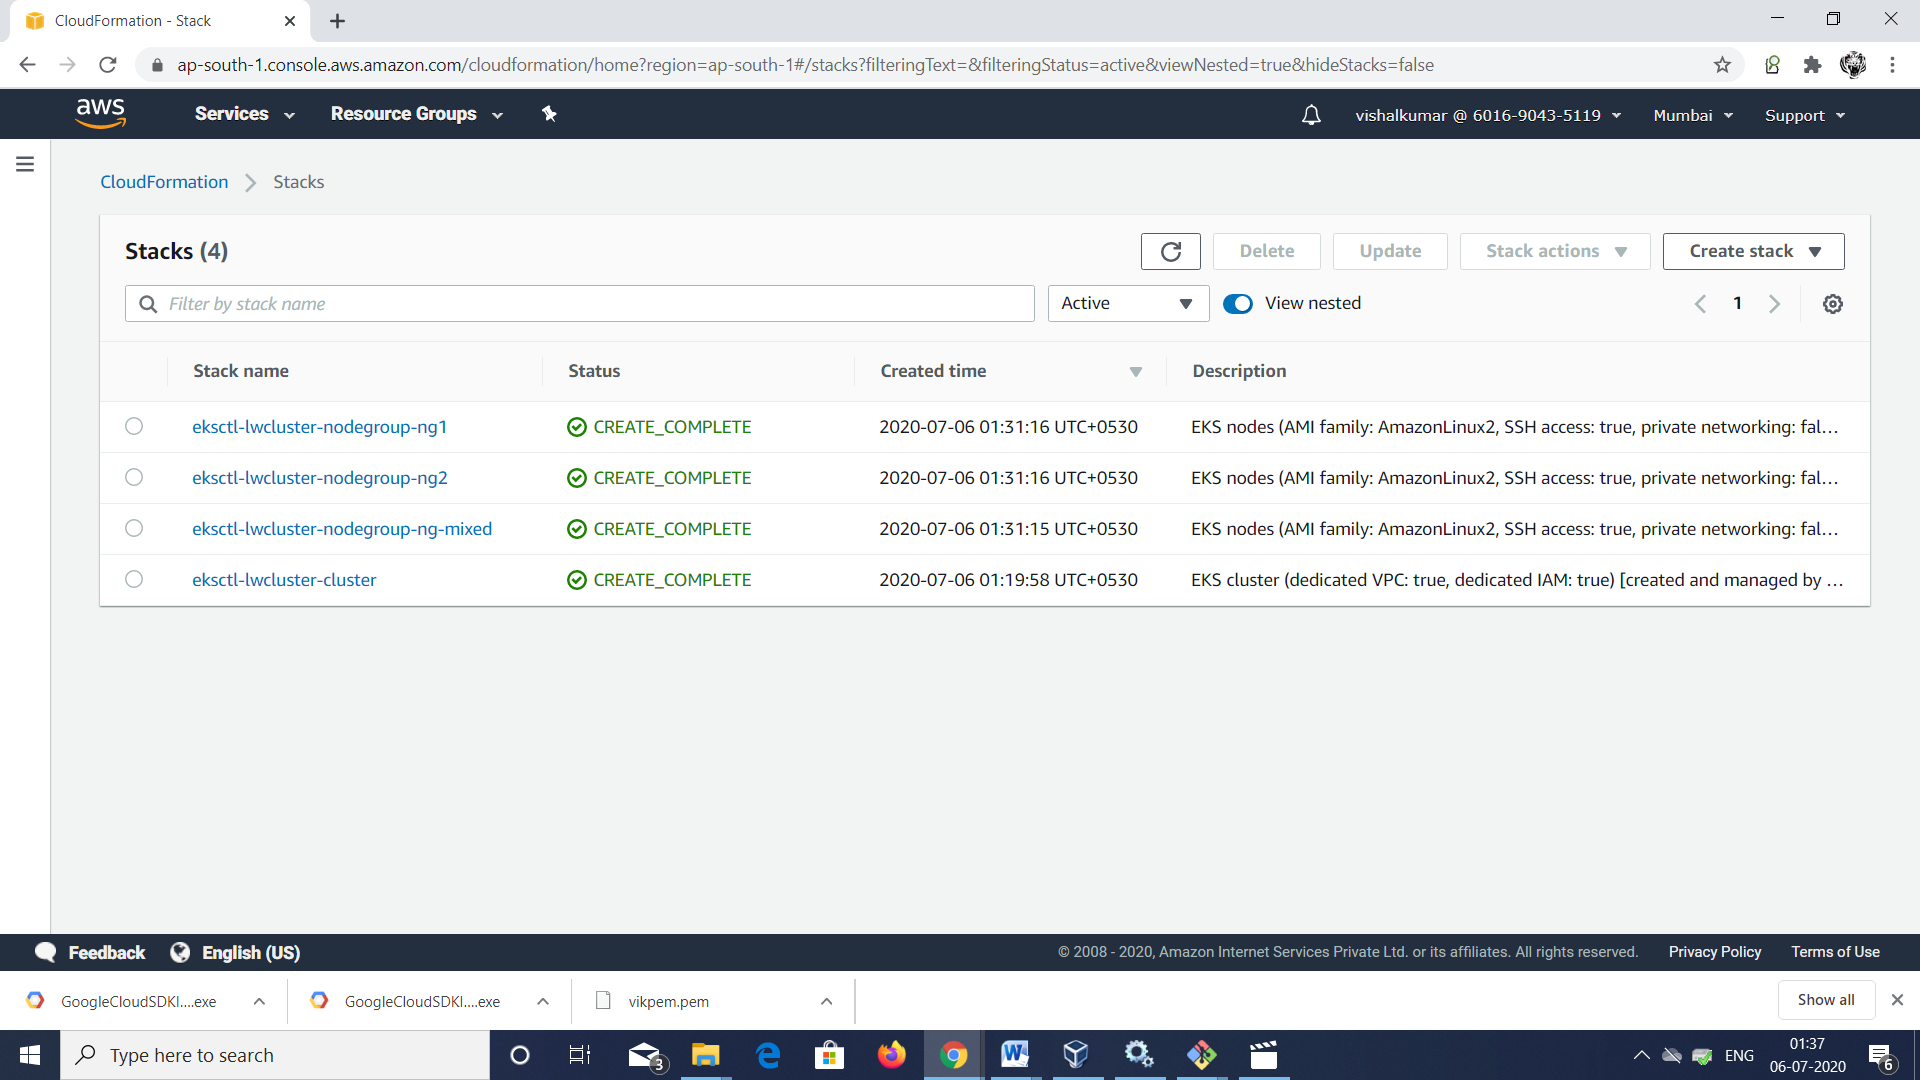 CloudFormation - Stack
ap-south-1.console.aws.amazon.com/cloudformation/home?region=ap-south-1#/stacks?filteringText=&filteringStatus=active&viewNested=true&hideStacks=false
aws Services Resource Groups vishalkumar @ 6016-9043-5119 Mumbai Support
CloudFormation Stacks
Stacks (4) Delete Update Stack actions Create stack
Filter by stack name Active View nested 1
Stack name Status Created time Description
eksctl-lwcluster-nodegroup-ng1 CREATE_COMPLETE 2020-07-06 01:31:16 UTC+0530 EKS nodes (AMI family: AmazonLinux2, SSH access: true, private networking: fal...
eksctl-lwcluster-nodegroup-ng2 CREATE_COMPLETE 2020-07-06 01:31:16 UTC+0530 EKS nodes (AMI family: AmazonLinux2, SSH access: true, private networking: fal...
eksctl-lwcluster-nodegroup-ng-mixed CREATE_COMPLETE 2020-07-06 01:31:15 UTC+0530 EKS nodes (AMI family: AmazonLinux2, SSH access: true, private networking: fal...
eksctl-lwcluster-cluster CREATE_COMPLETE 2020-07-06 01:19:58 UTC+0530 EKS cluster (dedicated VPC: true, dedicated IAM: true) [created and managed by ...
Feedback English (US) © 2008 - 2020, Amazon Internet Services Private Ltd. or its affiliates. All rights reserved. Privacy Policy Terms of Use
GoogleCloudSDKI....exe GoogleCloudSDKI....exe vikpem.pem Show all
Type here to search 3 ENG 01:37
06-07-2020 6